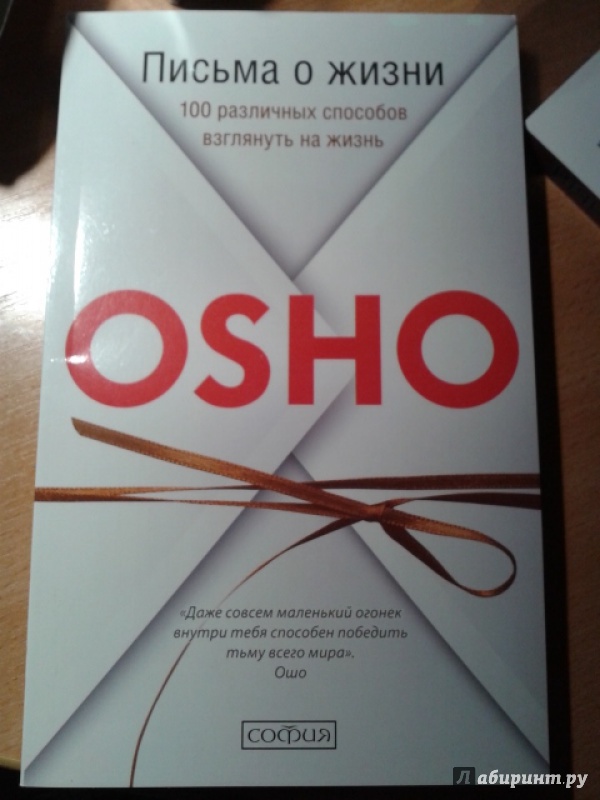 Письма о жизни
100 различных способов
взглянуть на жизнь
OSHO
«Даже совсем маленький огонек
внутри тебя способен победить
тьму всего мира».
Ошо
СОФИЯ
Лабиринт.ру